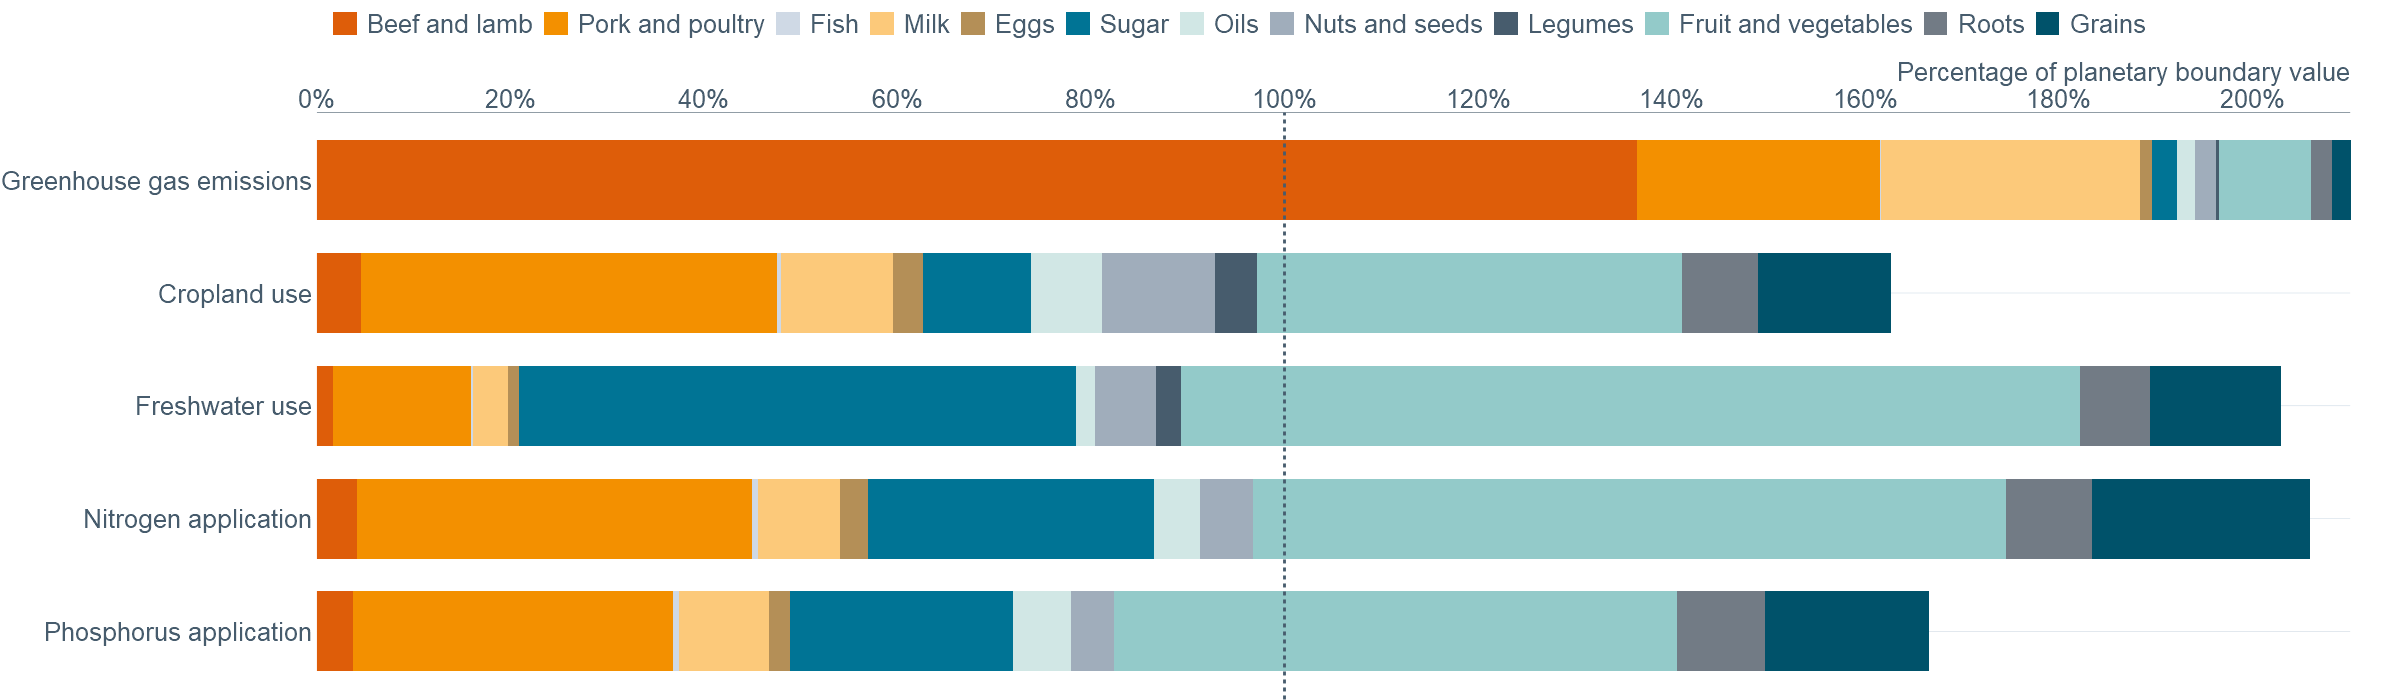 Beef and lamb Pork and poultry Fish Milk Eggs Sugar Oils Nuts and seeds Legumes Fruit and vegetables Roots Grains
Percentage of planetary boundary value
0% 20% 40% 60% 80% 100% 120% 140% 160% 180% 200%
Greenhouse gas emissions
Cropland use
Freshwater use
Nitrogen application
Phosphorus application